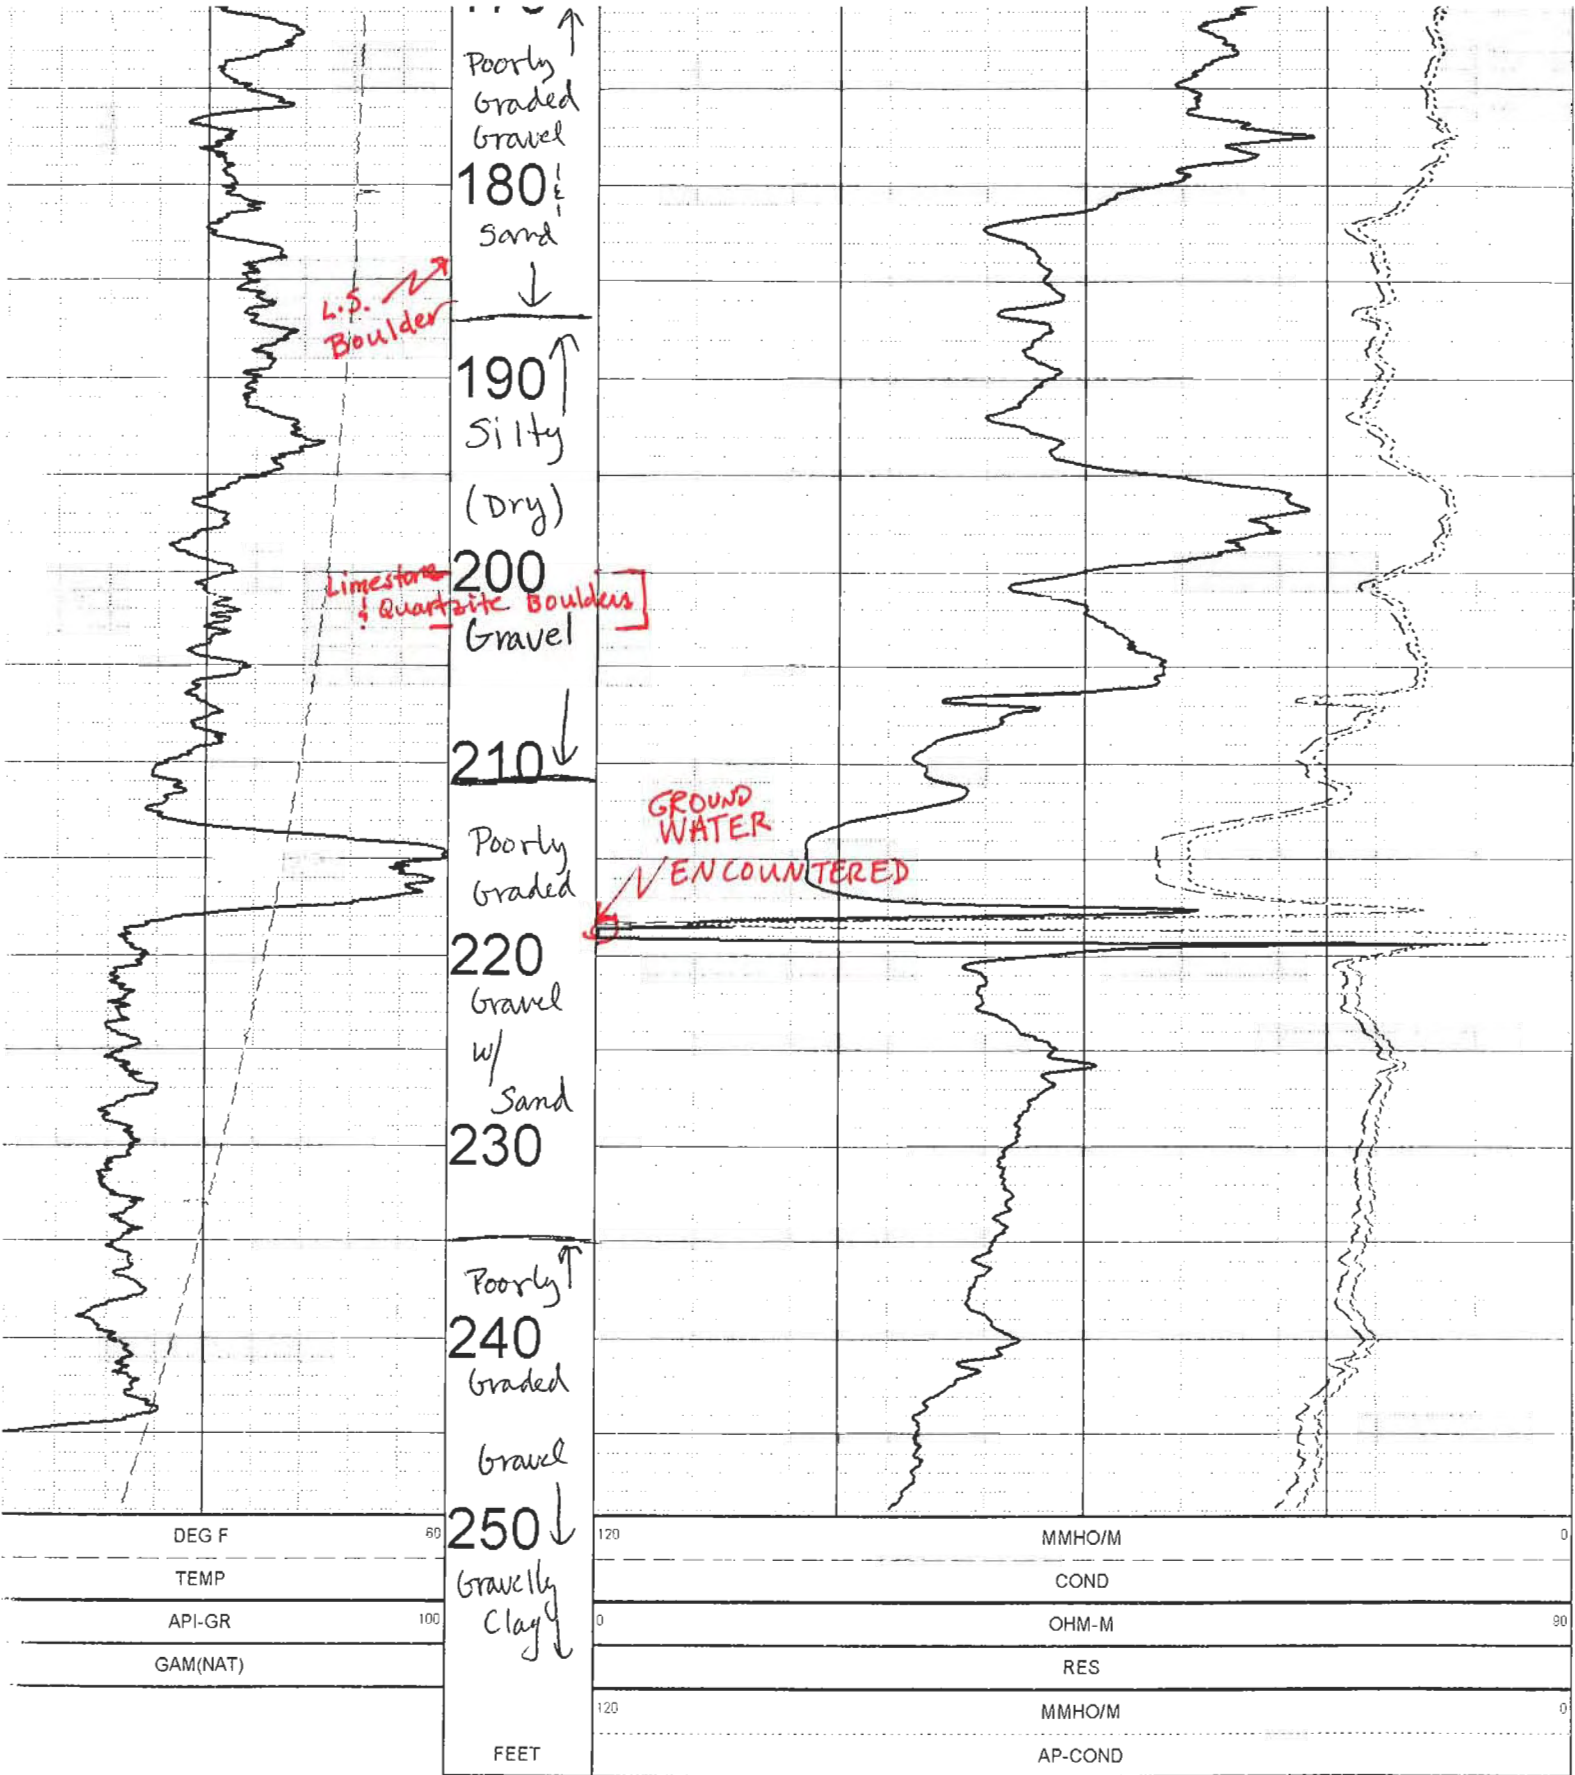 Poorly
Graded
Gravel
180 &
Sand
L.S.
Boulder
190
Silty
(Dry)
200
Limestone
& Quartzite Boulders
Gravel
210
GROUND
WATER
ENCOUNTERED
Poorly
Graded
220
Gravel
w/
Sand
230
Poorly
240
Graded
Gravel
250
DEG F 60 120 MMHO/M 0
TEMP Gravelly COND
API-GR 100 Clay 0 OHM-M 90
GAM(NAT) RES
120 MMHO/M 0
FEET AP-COND